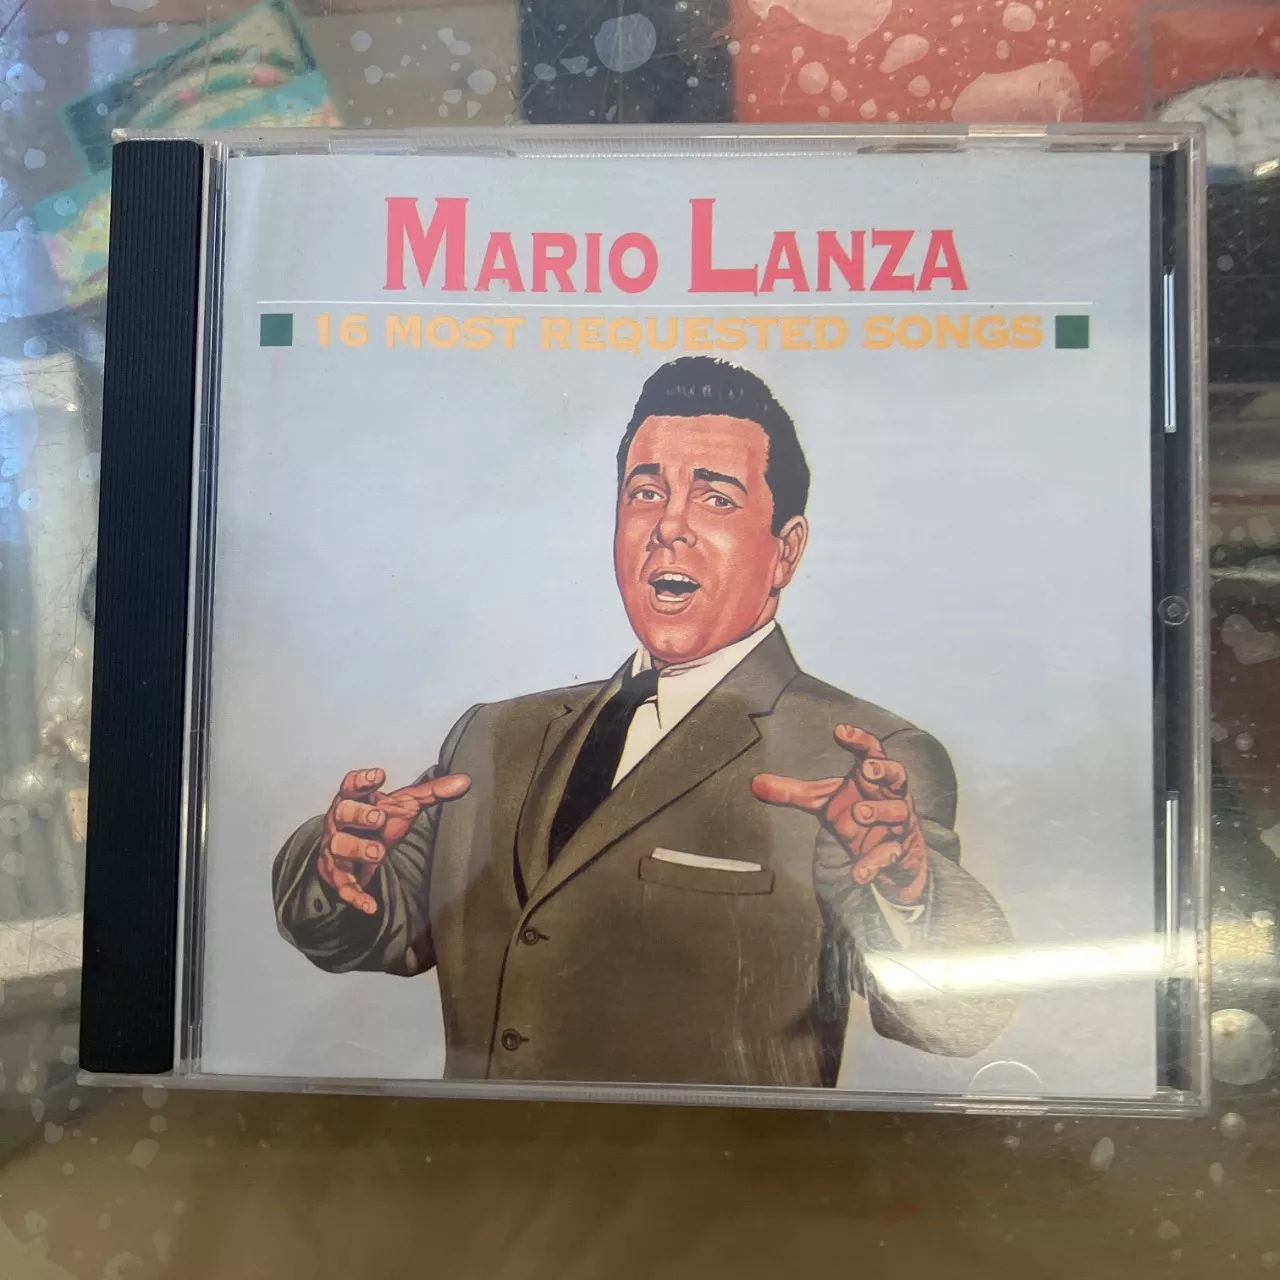 MARIO LANZA
16 MOST REQUESTED SONGS